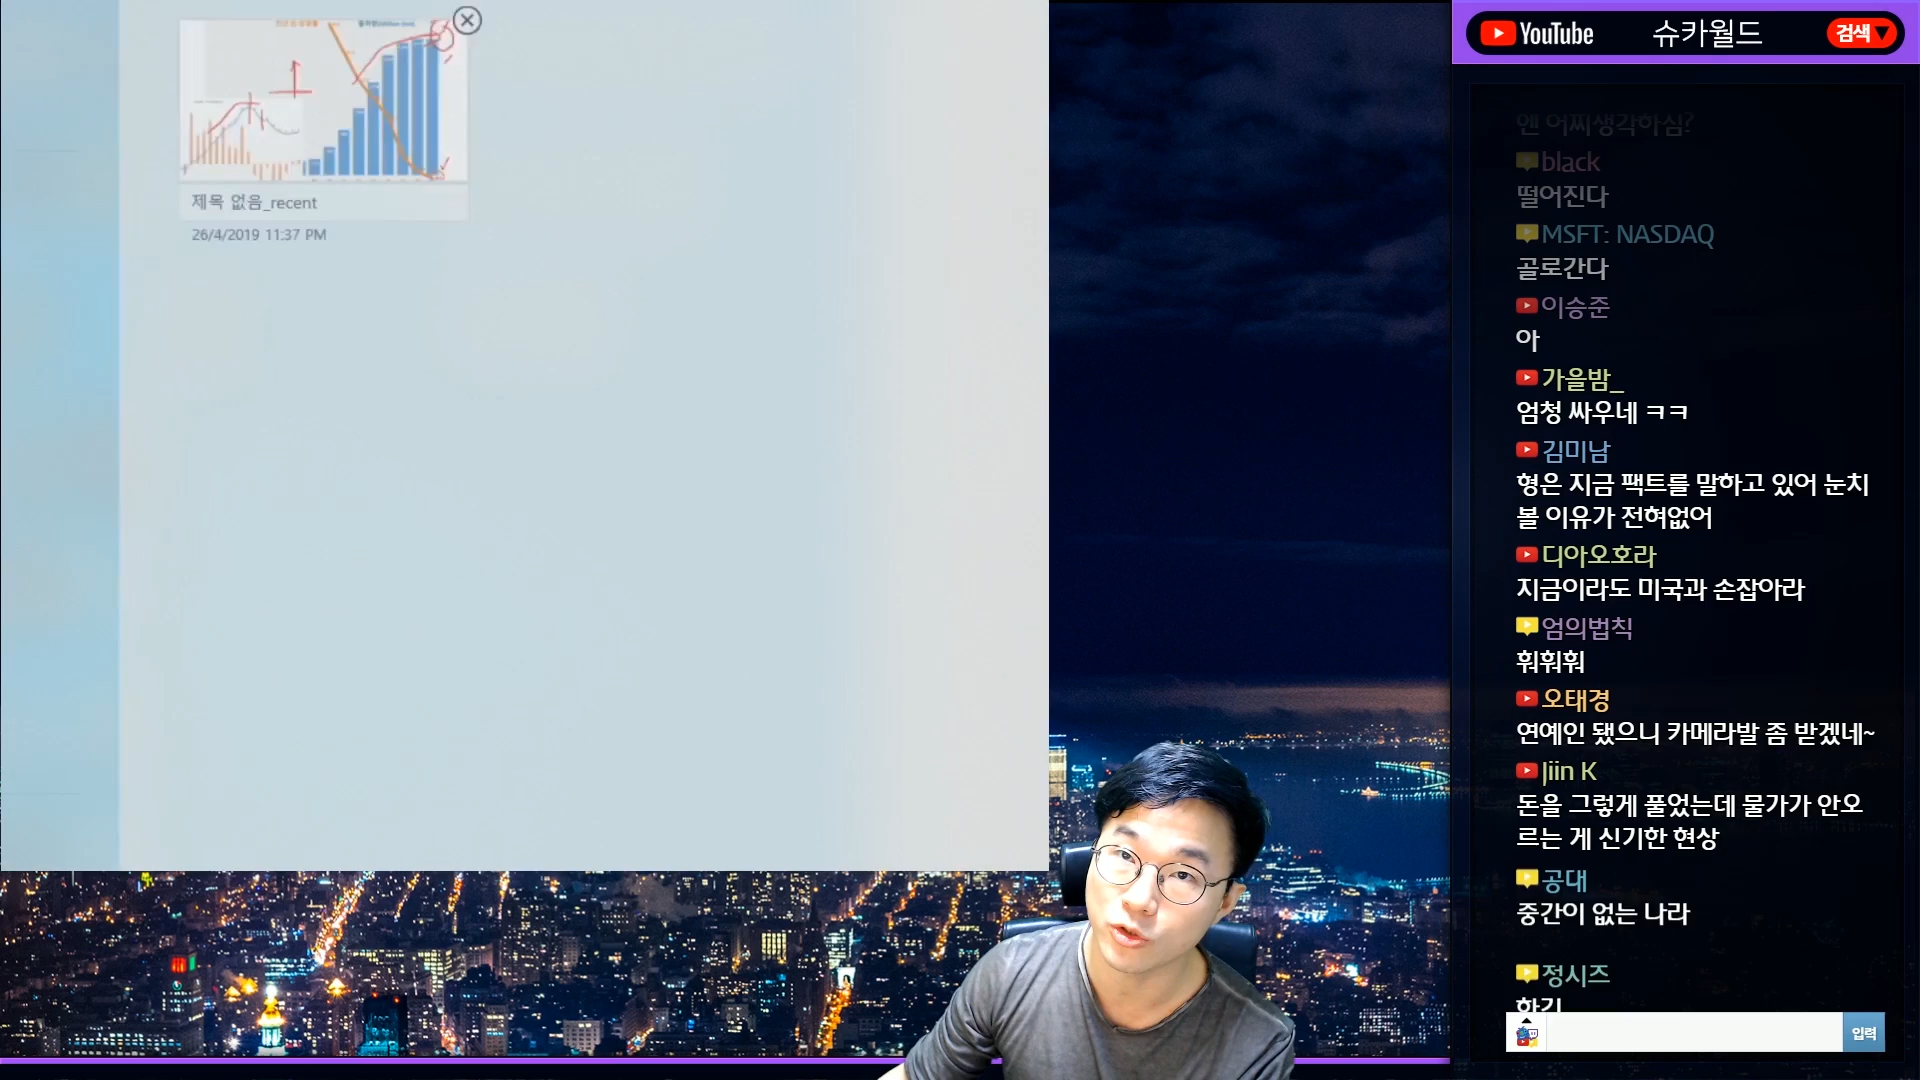 제목 없음_recent
26/4/2019 11:37 PM
YouTube 슈카월드 검색
엔 어찌생각하심?
black
떨어진다
MSFT: NASDAQ
골로간다
이승준
아
가을밤_
엄청 싸우네 ㅋㅋ
김미남
형은 지금 팩트를 말하고 있어 눈치
볼 이유가 전혀없어
디아오호라
지금이라도 미국과 손잡아라
엄의법칙
훠훠훠
오태경
연예인 됐으니 카메라발 좀 받겠네~
Jiin K
돈을 그렇게 풀었는데 물가가 안오
르는 게 신기한 현상
공대
중간이 없는 나라
정시즈
하긴
입력